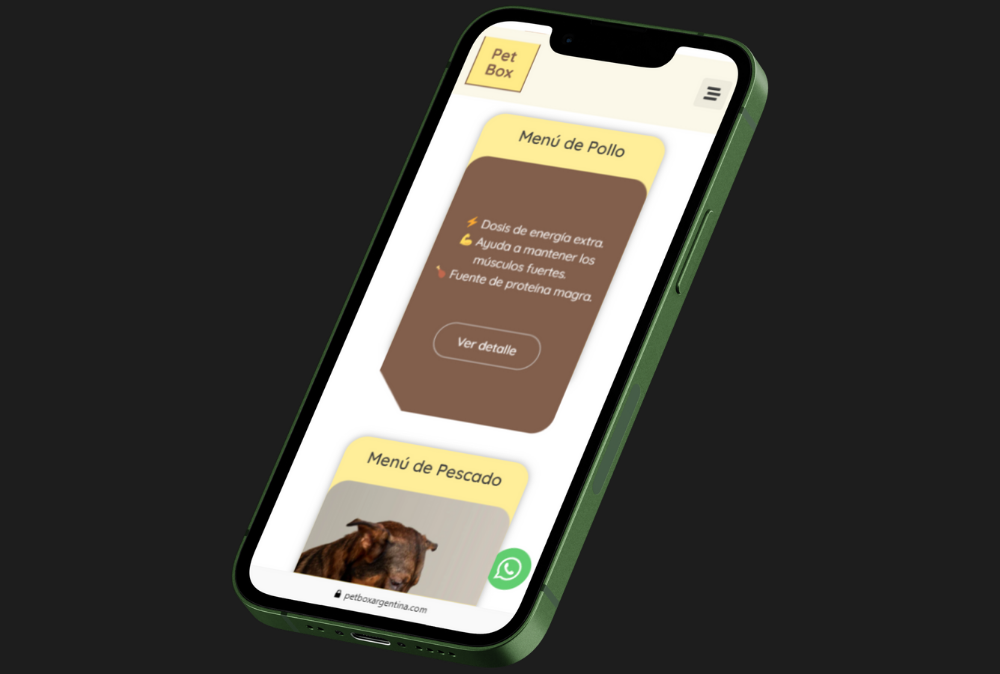 Pet
Box
Menú de Pollo
⚡ Dosis de energía extra.
💪 Ayuda a mantener los
músculos fuertes.
🍗 Fuente de proteína magra.
Ver detalle
Menú de Pescado
petboxargentina.com